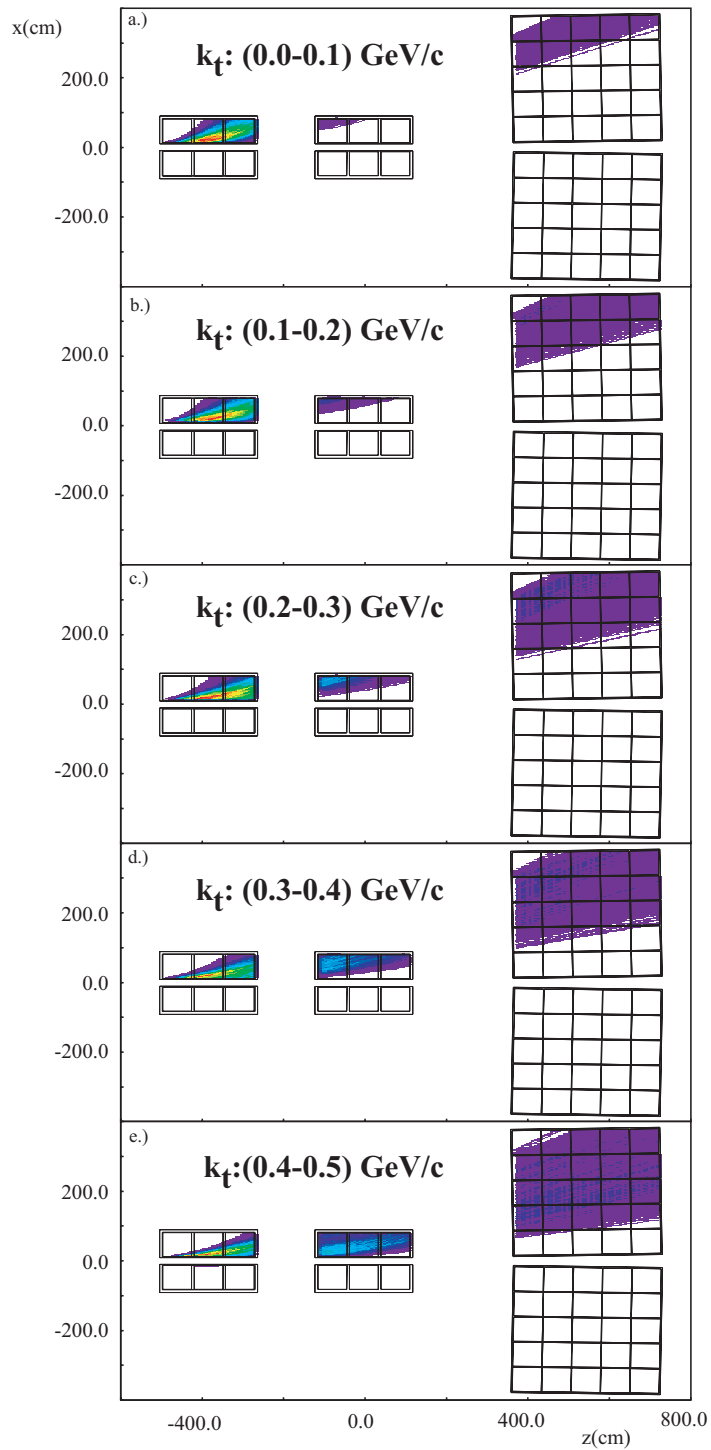 x(cm)
a.)
k_t: (0.0-0.1) GeV/c
200.0
0.0
-200.0
b.)
k_t: (0.1-0.2) GeV/c
200.0
0.0
-200.0
c.)
k_t: (0.2-0.3) GeV/c
200.0
0.0
-200.0
d.)
k_t: (0.3-0.4) GeV/c
200.0
0.0
-200.0
e.)
k_t:(0.4-0.5) GeV/c
200.0
0.0
-200.0
-400.0 0.0 400.0 800.0
z(cm)